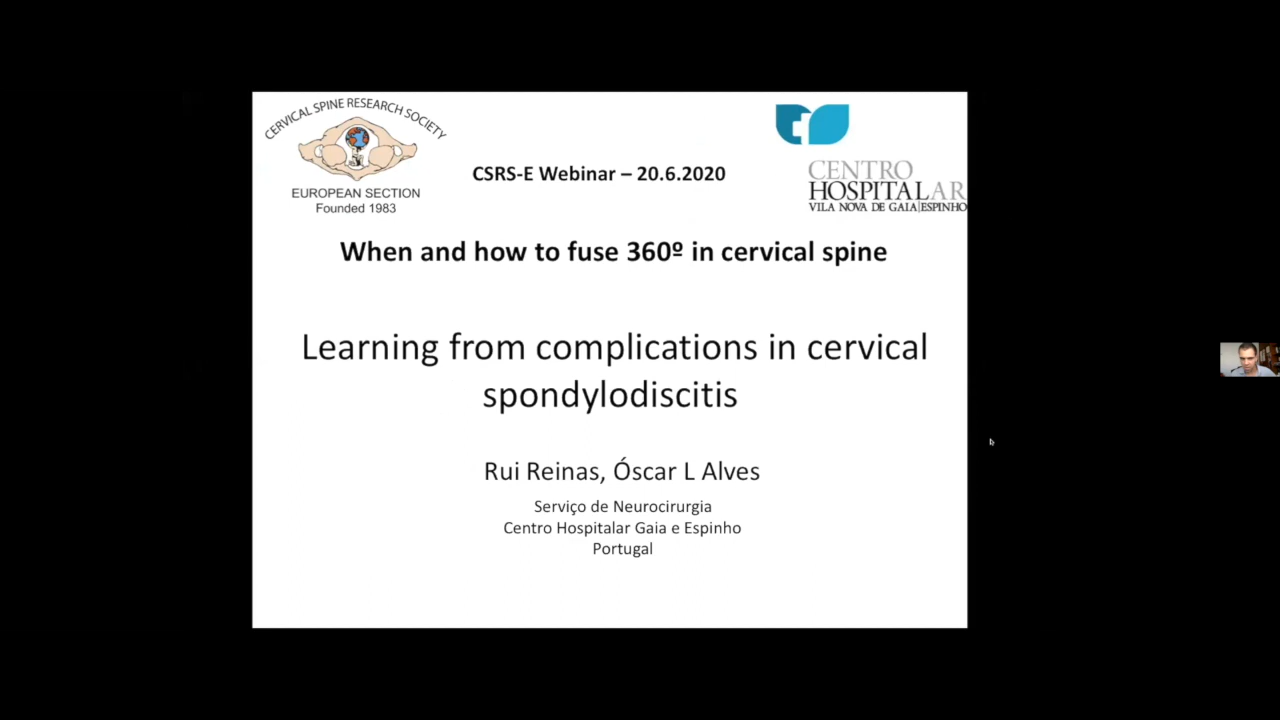 CERVICAL SPINE RESEARCH SOCIETY
EUROPEAN SECTION
Founded 1983
CSRS-E Webinar – 20.6.2020
CENTRO
HOSPITALAR
VILA NOVA DE GAIA|ESPINHO
When and how to fuse 360º in cervical spine
Learning from complications in cervical
spondylodiscitis
Rui Reinas, Óscar L Alves
Serviço de Neurocirurgia
Centro Hospitalar Gaia e Espinho
Portugal